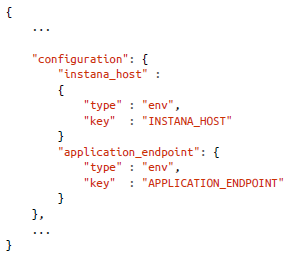 {
    ...

    "configuration": {
        "instana_host" :
        {
            "type" : "env",
            "key"  : "INSTANA_HOST"
        }
        "application_endpoint": {
            "type" : "env",
            "key"  : "APPLICATION_ENDPOINT"
        }
    },
    ...
}